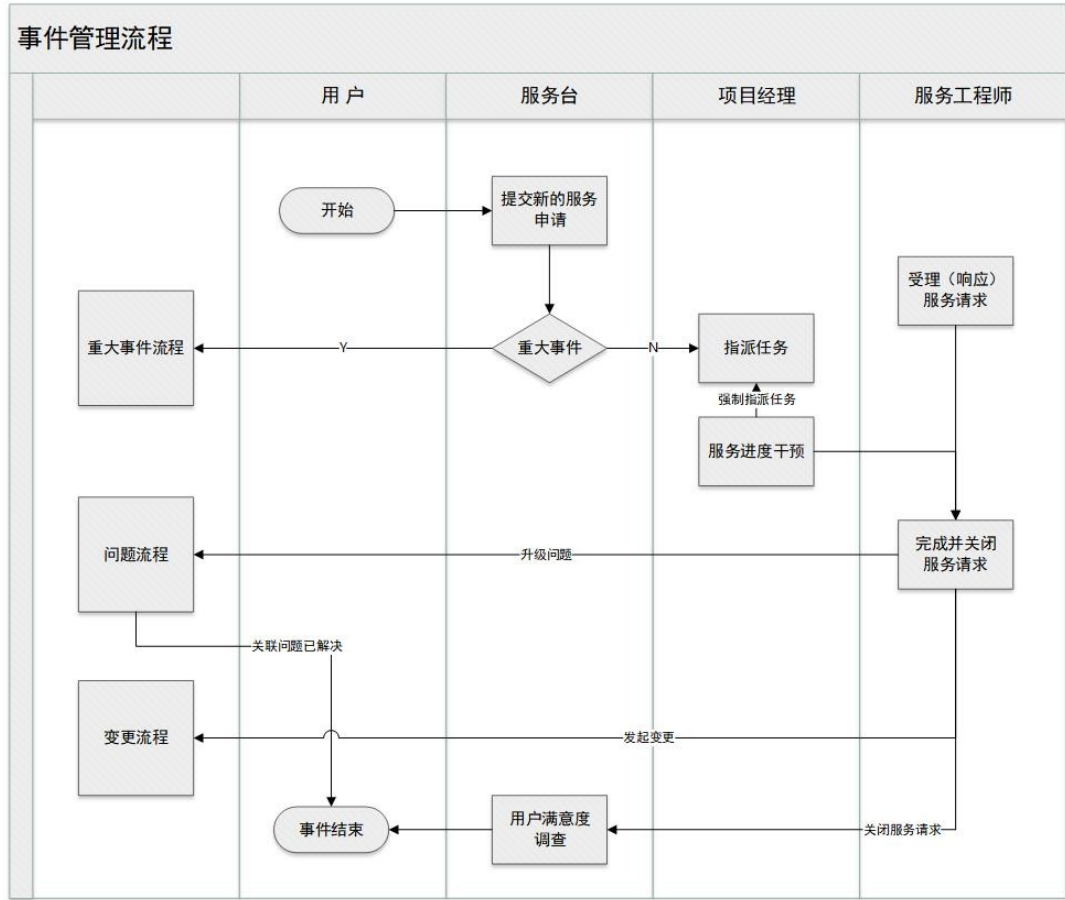 事件管理流程
用 户
服务台
项目经理
服务工程师
开始
提交新的服务
申请
受理（响应）
服务请求
重大事件流程
Y
重大事件
N
指派任务
强制指派任务
服务进度干预
问题流程
升级问题
完成并关闭
服务请求
关联问题已解决
变更流程
发起变更
事件结束
用户满意度
调查
关闭服务请求